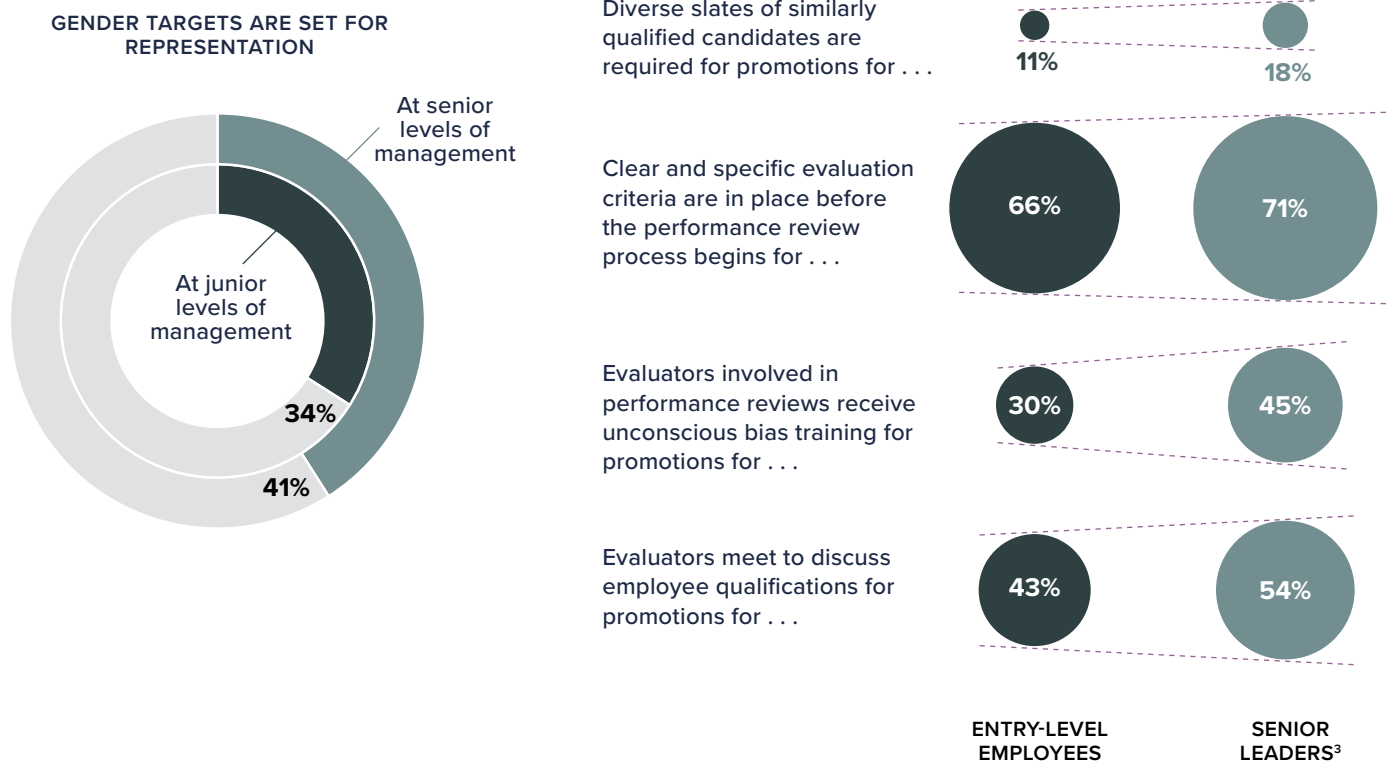 GENDER TARGETS ARE SET FOR
REPRESENTATION
At senior
levels of
management
At junior
levels of
management
34%
41%
Diverse slates of similarly
qualified candidates are
required for promotions for . . .
11%
18%
Clear and specific evaluation
criteria are in place before
the performance review
process begins for . . .
66%
71%
Evaluators involved in
performance reviews receive
unconscious bias training for
promotions for . . .
30%
45%
Evaluators meet to discuss
employee qualifications for
promotions for . . .
43%
54%
ENTRY-LEVEL
EMPLOYEES
SENIOR
LEADERS³